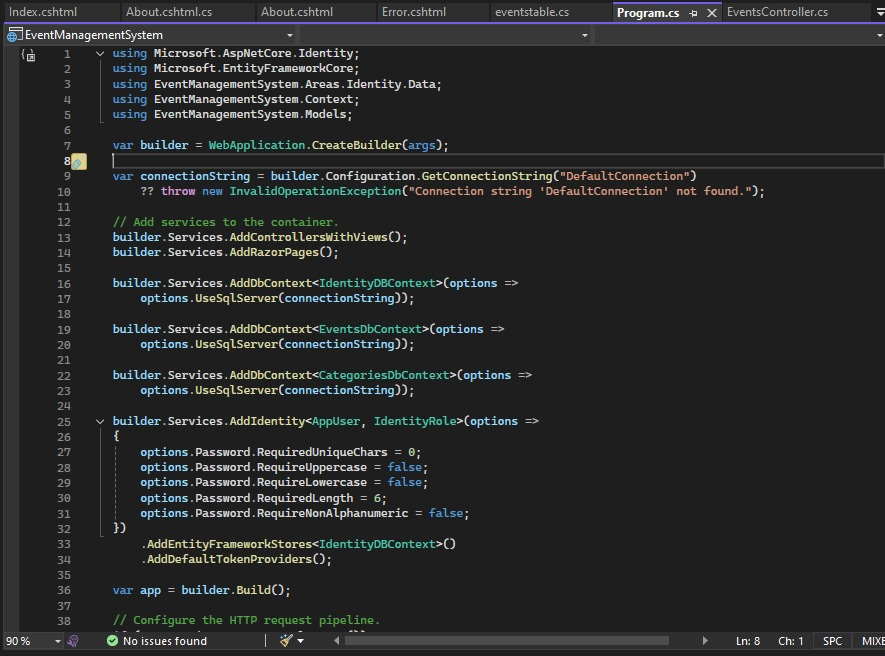 Index.cshtml About.cshtml.cs About.cshtml Error.cshtml eventstable.cs Program.cs EventsController.cs
EventManagementSystem
1 using Microsoft.AspNetCore.Identity;
2 using Microsoft.EntityFrameworkCore;
3 using EventManagementSystem.Areas.Identity.Data;
4 using EventManagementSystem.Context;
5 using EventManagementSystem.Models;
6
7 var builder = WebApplication.CreateBuilder(args);
8
9 var connectionString = builder.Configuration.GetConnectionString("DefaultConnection")
10 ?? throw new InvalidOperationException("Connection string 'DefaultConnection' not found.");
11
12 // Add services to the container.
13 builder.Services.AddControllersWithViews();
14 builder.Services.AddRazorPages();
15
16 builder.Services.AddDbContext<IdentityDBContext>(options =>
17 options.UseSqlServer(connectionString));
18
19 builder.Services.AddDbContext<EventsDbContext>(options =>
20 options.UseSqlServer(connectionString));
21
22 builder.Services.AddDbContext<CategoriesDbContext>(options =>
23 options.UseSqlServer(connectionString));
24
25 builder.Services.AddIdentity<AppUser, IdentityRole>(options =>
26 {
27 options.Password.RequiredUniqueChars = 0;
28 options.Password.RequireUppercase = false;
29 options.Password.RequireLowercase = false;
30 options.Password.RequiredLength = 6;
31 options.Password.RequireNonAlphanumeric = false;
32 })
33 .AddEntityFrameworkStores<IdentityDBContext>()
34 .AddDefaultTokenProviders();
35
36 var app = builder.Build();
37
38 // Configure the HTTP request pipeline.
90 % No issues found Ln: 8 Ch: 1 SPC MIXE